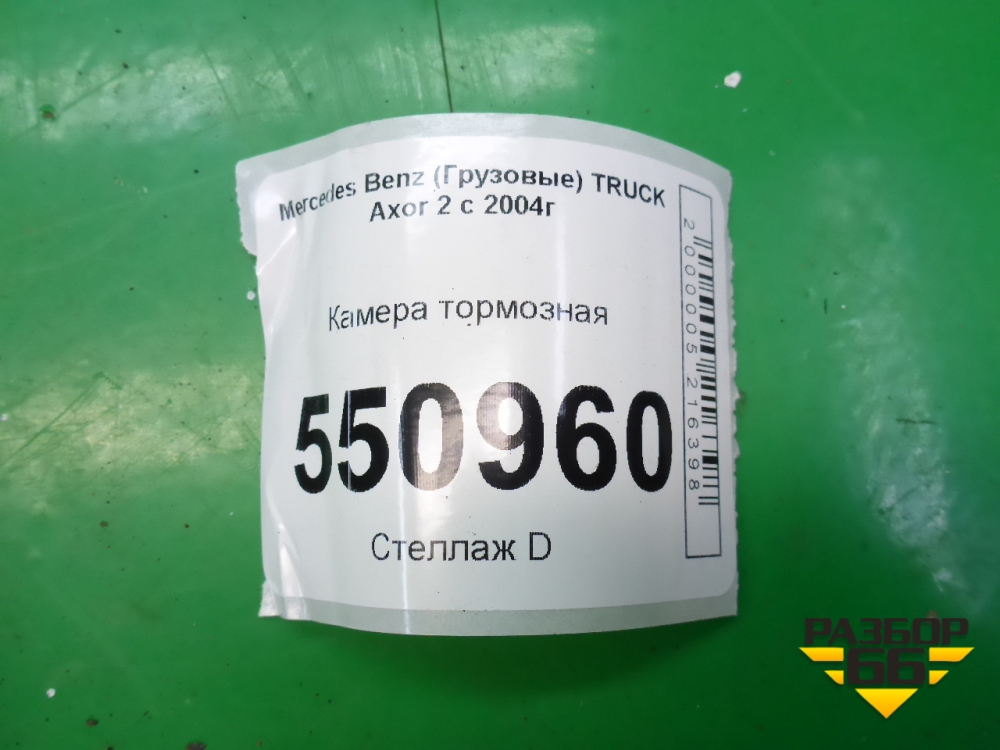 Mercedes Benz (Грузовые) TRUCK
Axor 2 с 2004г
Камера тормозная
550960
Стеллаж D
2000005216398
РАЗБОР
66